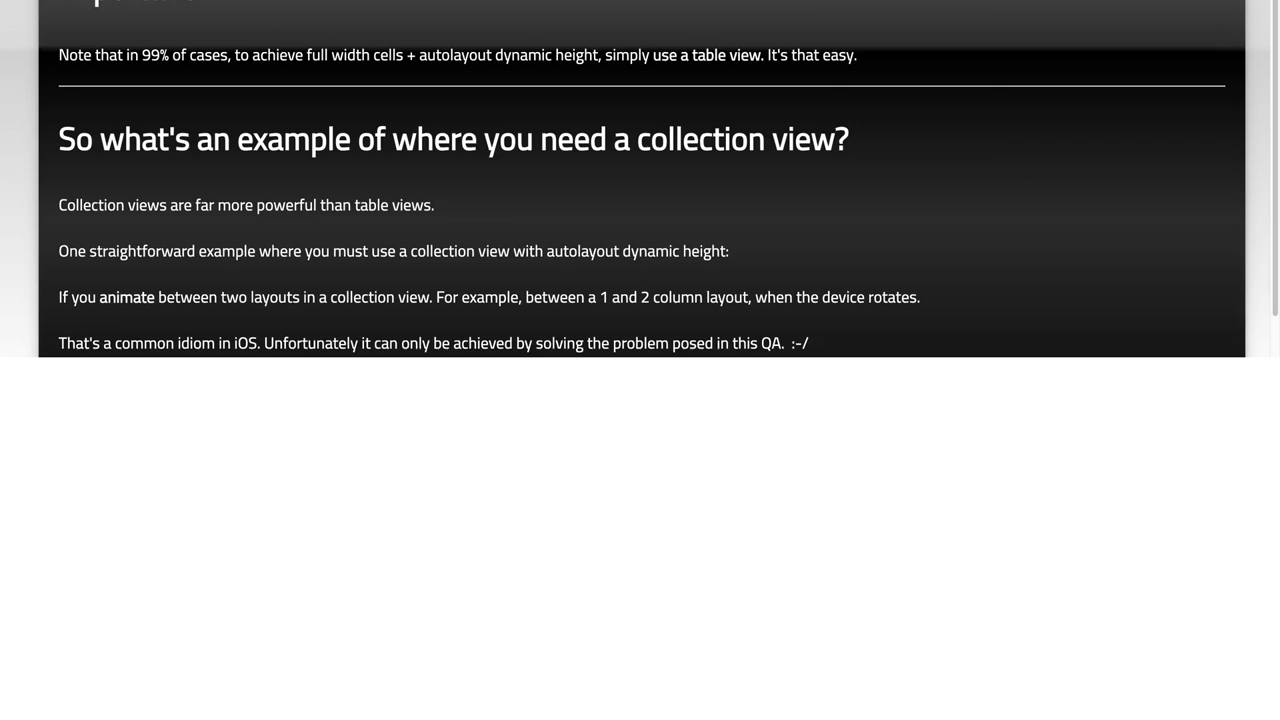 Note that in 99% of cases, to achieve full width cells + autolayout dynamic height, simply use a table view. It's that easy.
So what's an example of where you need a collection view?
Collection views are far more powerful than table views.
One straightforward example where you must use a collection view with autolayout dynamic height:
If you animate between two layouts in a collection view. For example, between a 1 and 2 column layout, when the device rotates.
That's a common idiom in iOS. Unfortunately it can only be achieved by solving the problem posed in this QA. :-/